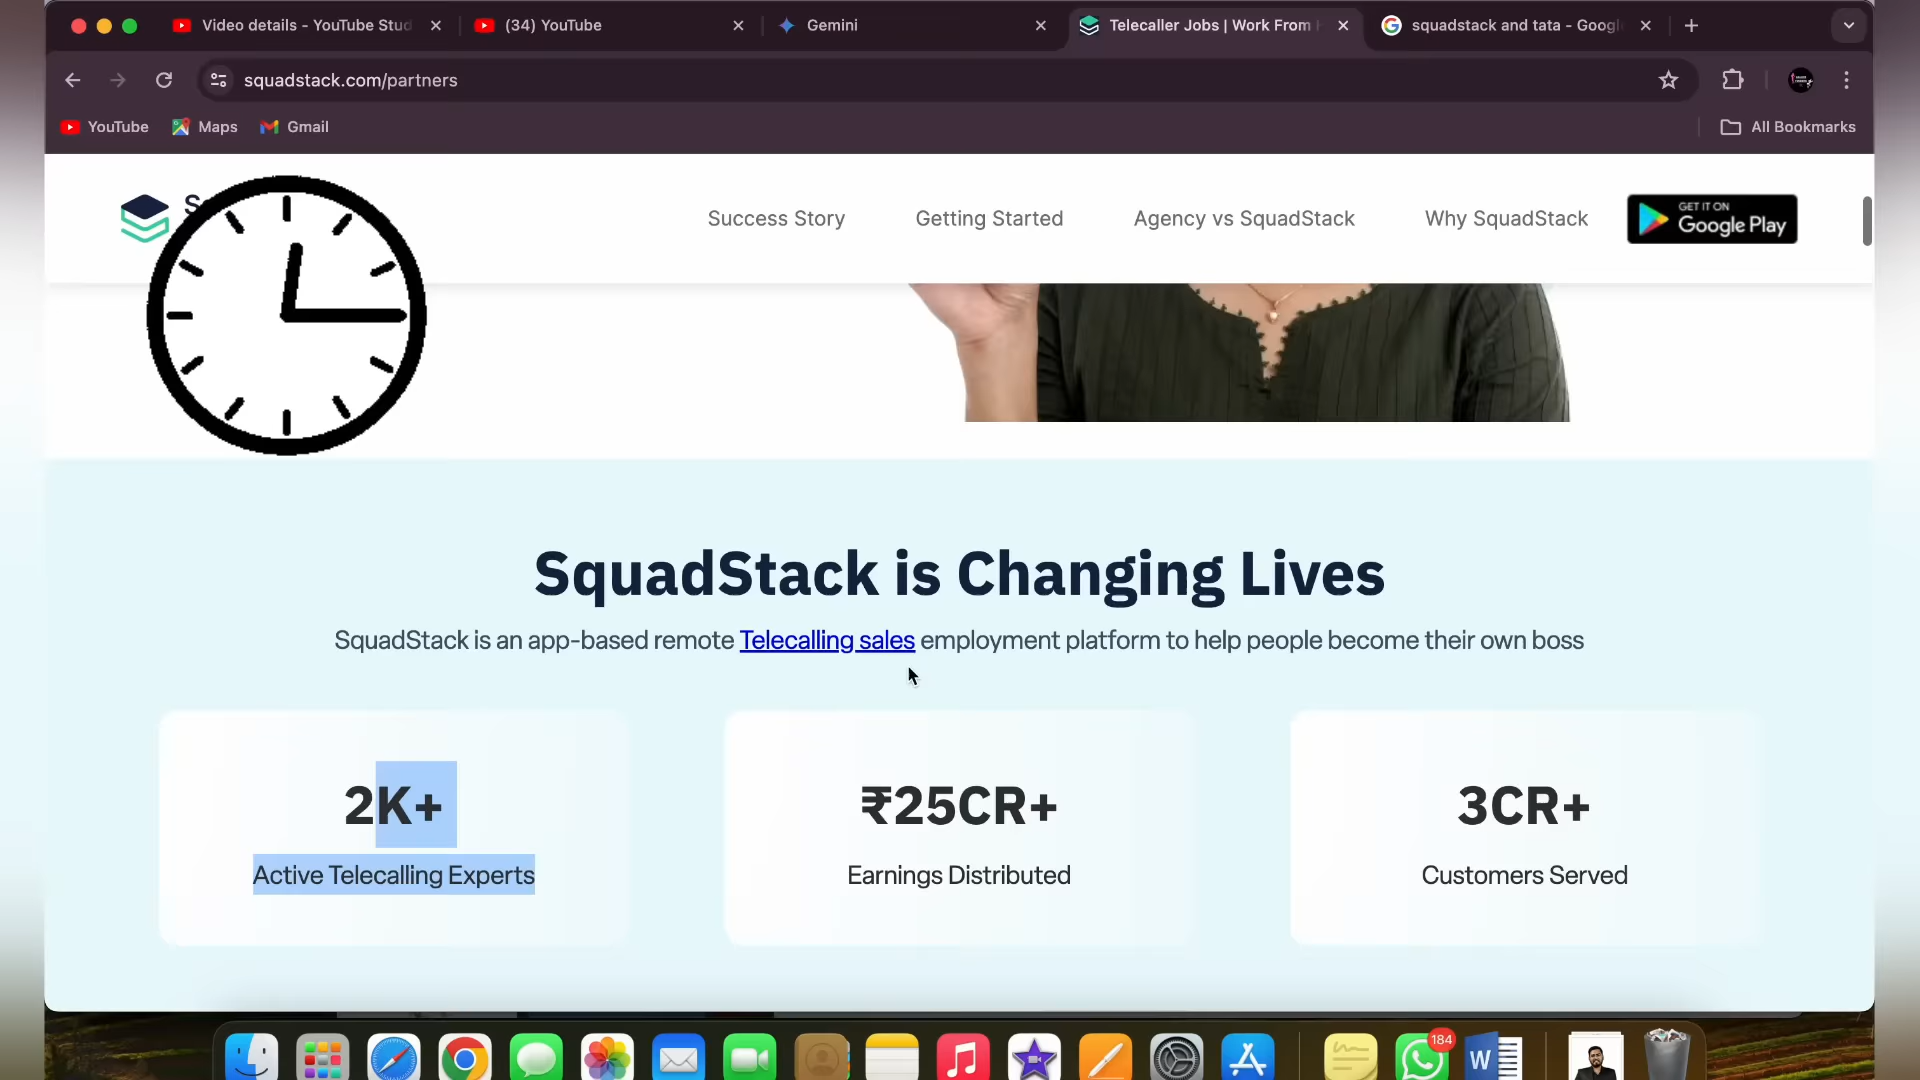 Video details - YouTube Stud
(34) YouTube
Gemini
Telecaller Jobs | Work From H
squadstack and tata - Google
squadstack.com/partners
YouTube
Maps
Gmail
All Bookmarks
S
Success Story
Getting Started
Agency vs SquadStack
Why SquadStack
GET IT ON
Google Play
SquadStack is Changing Lives
SquadStack is an app-based remote Telecalling sales employment platform to help people become their own boss
2K+
₹25CR+
3CR+
Active Telecalling Experts
Earnings Distributed
Customers Served
184
W